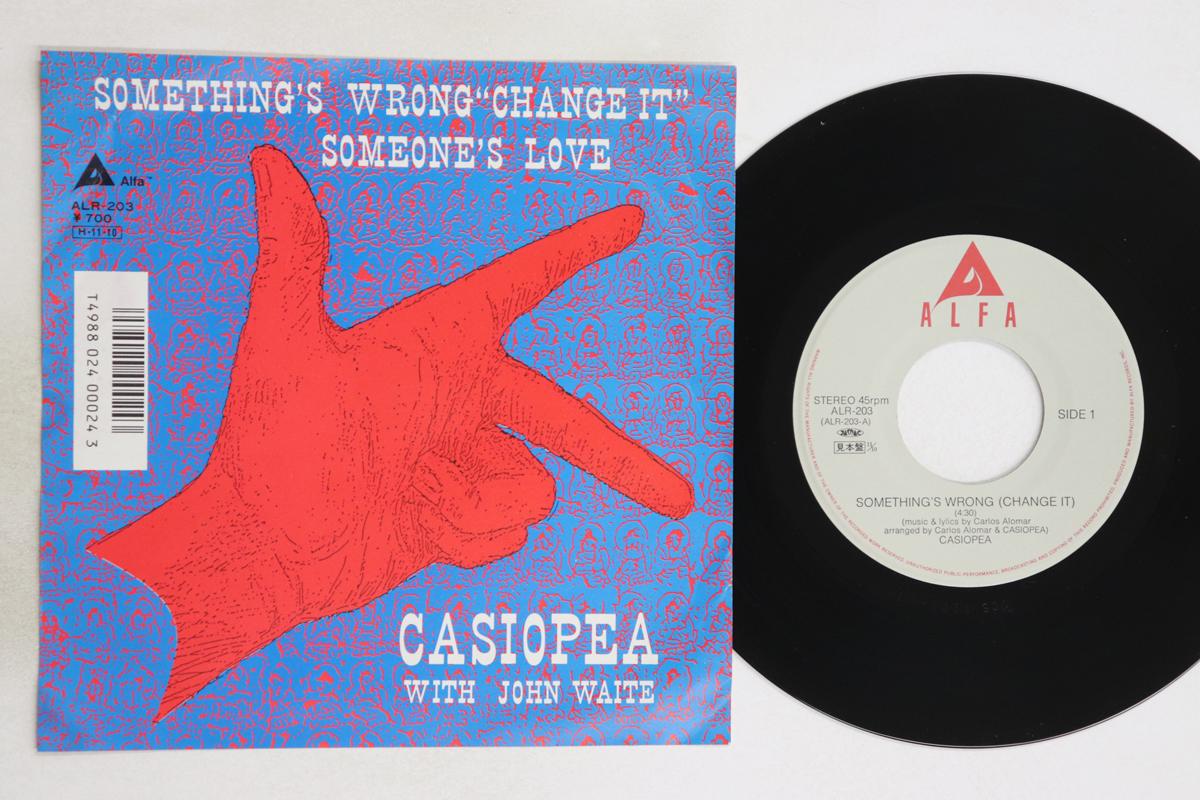 SOMETHING'S WRONG "CHANGE IT"
SOMEONE'S LOVE
Alfa™
ALR-203
¥700
H-11-10
T4988 024 00024 3
CASIOPEA
WITH JOHN WAITE
ALFA
STEREO 45rpm
ALR-203
(ALR-203-A)
見本盤
SIDE 1
SOMETHING'S WRONG (CHANGE IT)
(4:30)
(music & lylics by Carlos Alomar
arranged by Carlos Alomar & CASIOPEA)
CASIOPEA